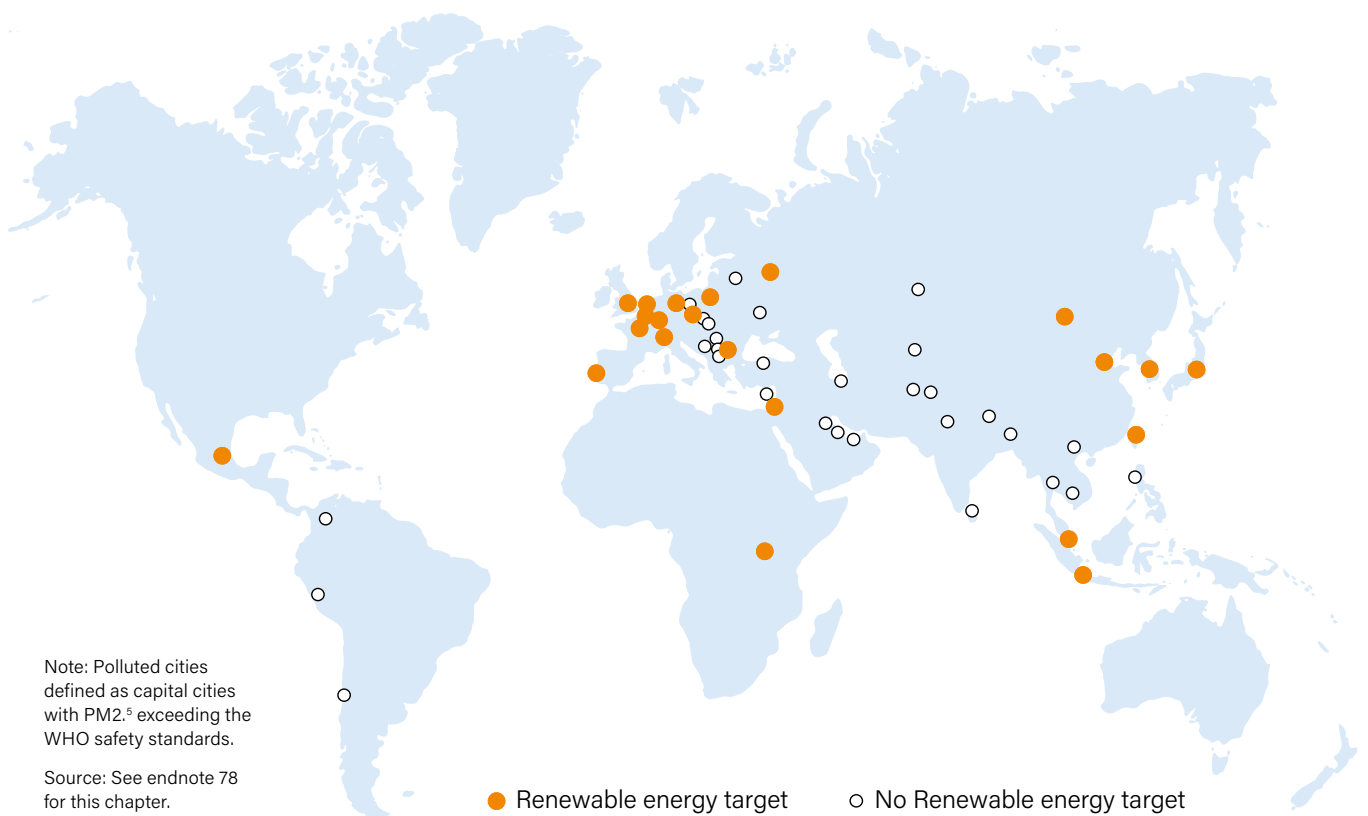 Note: Polluted cities
defined as capital cities
with PM2.⁵ exceeding the
WHO safety standards.
Source: See endnote 78
for this chapter.
Renewable energy target
No Renewable energy target